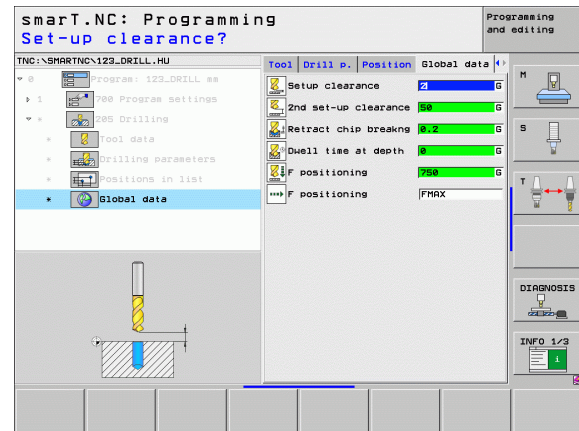 smarT.NC: Programming
Set-up clearance?
Programming
and editing
TNC:\SMARTNC\123_DRILL.HU
0 Program: 123_DRILL mm
1 700 Program settings
* 205 Drilling
* Tool data
* Drilling parameters
* Positions in list
* Global data
Tool Drill p. Position Global data
Setup clearance 2 G
2nd set-up clearance 50 G
Retract chip breakng 0.2 G
Dwell time at depth 0 G
F positioning 750 G
F positioning FMAX
M
S
T
DIAGNOSIS
INFO 1/3
i